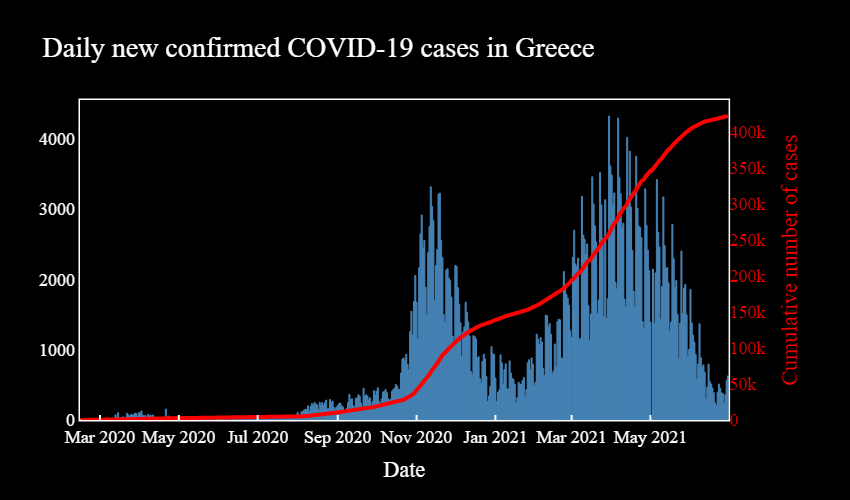 Daily new confirmed COVID-19 cases in Greece
4000
3000
2000
1000
0
400k
350k
300k
250k
200k
150k
100k
50k
0
Cumulative number of cases
Mar 2020 May 2020 Jul 2020 Sep 2020 Nov 2020 Jan 2021 Mar 2021 May 2021
Date